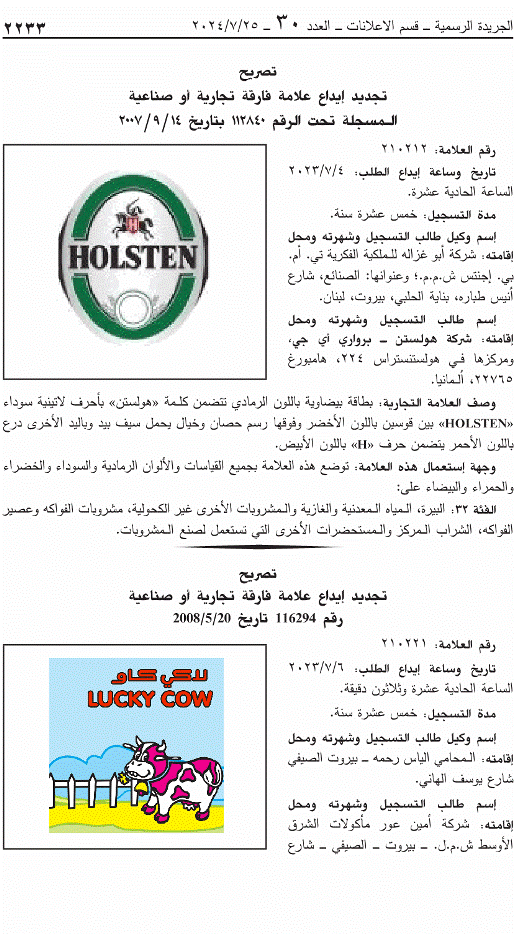 الجريدة الرسمية ـ قسم الاعلانات ـ العدد ٣٠ ـ ٢٠٢٤/٧/٢٥
٢٢٣٣
تصريح
تجديد إيداع علامة فارقة تجارية أو صناعية
المسجلة تحت الرقم ١١٢٨٤٠ بتاريخ ٢٠٠٧/٩/١٤
رقم العلامة: ٢١٠٢١٢
تاريخ وساعة إيداع الطلب: ٢٠٢٣/٧/٤
الساعة الحادية عشرة.
مدة التسجيل: خمس عشرة سنة.
إسم وكيل طالب التسجيل وشهرته ومحل
إقامته: شركة أبو غزاله للملكية الفكرية تي. أم.
بي. إجنتس ش.م.م.؛ وعنوانها: الصنائع، شارع
أنيس طباره، بناية الحلبي، بيروت، لبنان.
إسم طالب التسجيل وشهرته ومحل
إقامته: شركة هولستن ـ برواري آي جي،
ومركزها في هولستنستراس ٢٢٤، هامبورغ
٢٢٧٦٥، ألمانيا.
HOLSTEN
وصف العلامة التجارية: بطاقة بيضاوية باللون الرمادي تتضمن كلمة «هولستن» بأحرف لاتينية سوداء
«HOLSTEN» بين قوسين باللون الأخضر وفوقها رسم حصان وخيال يحمل سيف بيد وباليد الأخرى درع
باللون الأحمر يتضمن حرف «H» باللون الأبيض.
وجهة إستعمال هذه العلامة: توضع هذه العلامة بجميع القياسات والألوان الرمادية والسوداء والخضراء
والحمراء والبيضاء على:
الفئة ٣٢: البيرة، المياه المعدنية والغازية والمشروبات الأخرى غير الكحولية، مشروبات الفواكه وعصير
الفواكه، الشراب المركز والمستحضرات الأخرى التي تستعمل لصنع المشروبات.
تصريح
تجديد إيداع علامة فارقة تجارية أو صناعية
رقم 116294 تاريخ 2008/5/20
رقم العلامة: ٢١٠٢٢١
تاريخ وساعة إيداع الطلب: ٢٠٢٣/٧/٦
الساعة الحادية عشرة وثلاثون دقيقة.
مدة التسجيل: خمس عشرة سنة.
إسم وكيل طالب التسجيل وشهرته ومحل
إقامته: المحامي الياس رحمه ـ بيروت الصيفي
شارع يوسف الهاني.
إسم طالب التسجيل وشهرته ومحل
إقامته: شركة أمين عور مأكولات الشرق
الأوسط ش.م.ل. ـ بيروت ـ الصيفي ـ شارع
لاكي كاو
LUCKY COW